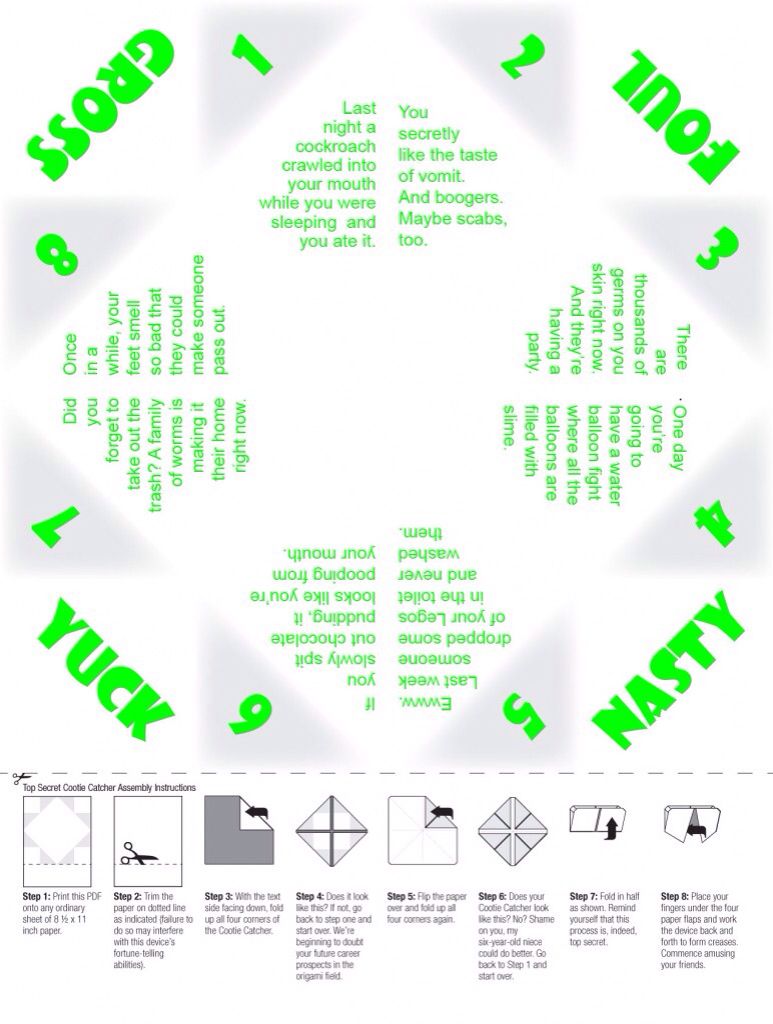 GROSS
1
2
FOUL
Last
night a
cockroach
crawled into
your mouth
while you were
sleeping and
you ate it.
You
secretly
like the taste
of vomit.
And boogers.
Maybe scabs,
too.
8
3
Once
in a
while, your
feet smell
so bad that
they could
make someone
pass out.
There
are
thousands of
germs on you
skin right now.
And they're
having a
party.
Did
you
forget to
take out the
trash? A family
of worms is
making it
their home
right now.
. One day
you're
going to
have a water
balloon fight
where all the
balloons are
filled with
slime.
7
4
If
you
slowly spit
out chocolate
pudding, it
looks like you're
pooping from
your mouth.
Ewww.
Last week
someone
dropped some
of your Legos
in the toilet
and never
washed
them.
YUCK
6
5
NASTY
Top Secret Cootie Catcher Assembly Instructions
Step 1: Print this PDF
onto any ordinary
sheet of 8 ½ x 11
inch paper.
Step 2: Trim the
paper on dotted line
as indicated (failure to
do so may interfere
with this device's
fortune-telling
abilities).
Step 3: With the text
side facing down, fold
up all four corners of
the Cootie Catcher.
Step 4: Does it look
like this? If not, go
back to step one and
start over. We're
beginning to doubt
your future career
prospects in the
origami field.
Step 5: Flip the paper
over and fold up all
four corners again.
Step 6: Does your
Cootie Catcher look
like this? No? Shame
on you, my
six-year-old niece
could do better. Go
back to Step 1 and
start over.
Step 7: Fold in half
as shown. Remind
yourself that this
process is, indeed,
top secret.
Step 8: Place your
fingers under the four
paper flaps and work
the device back and
forth to form creases.
Commence amusing
your friends.